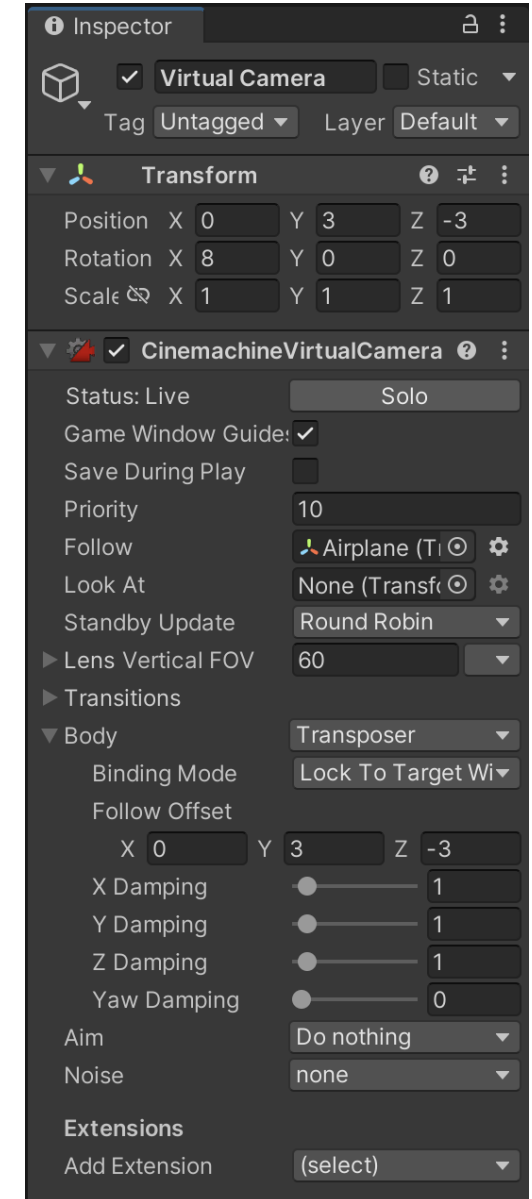 Inspector
Virtual Camera Static
Tag Untagged Layer Default
Transform
Position X 0 Y 3 Z -3
Rotation X 8 Y 0 Z 0
Scale X 1 Y 1 Z 1
CinemachineVirtualCamera
Status: Live Solo
Game Window Guides
Save During Play
Priority 10
Follow Airplane (Tr
Look At None (Transfo
Standby Update Round Robin
Lens Vertical FOV 60
Transitions
Body Transposer
Binding Mode Lock To Target Wi
Follow Offset
X 0 Y 3 Z -3
X Damping 1
Y Damping 1
Z Damping 1
Yaw Damping 0
Aim Do nothing
Noise none
Extensions
Add Extension (select)